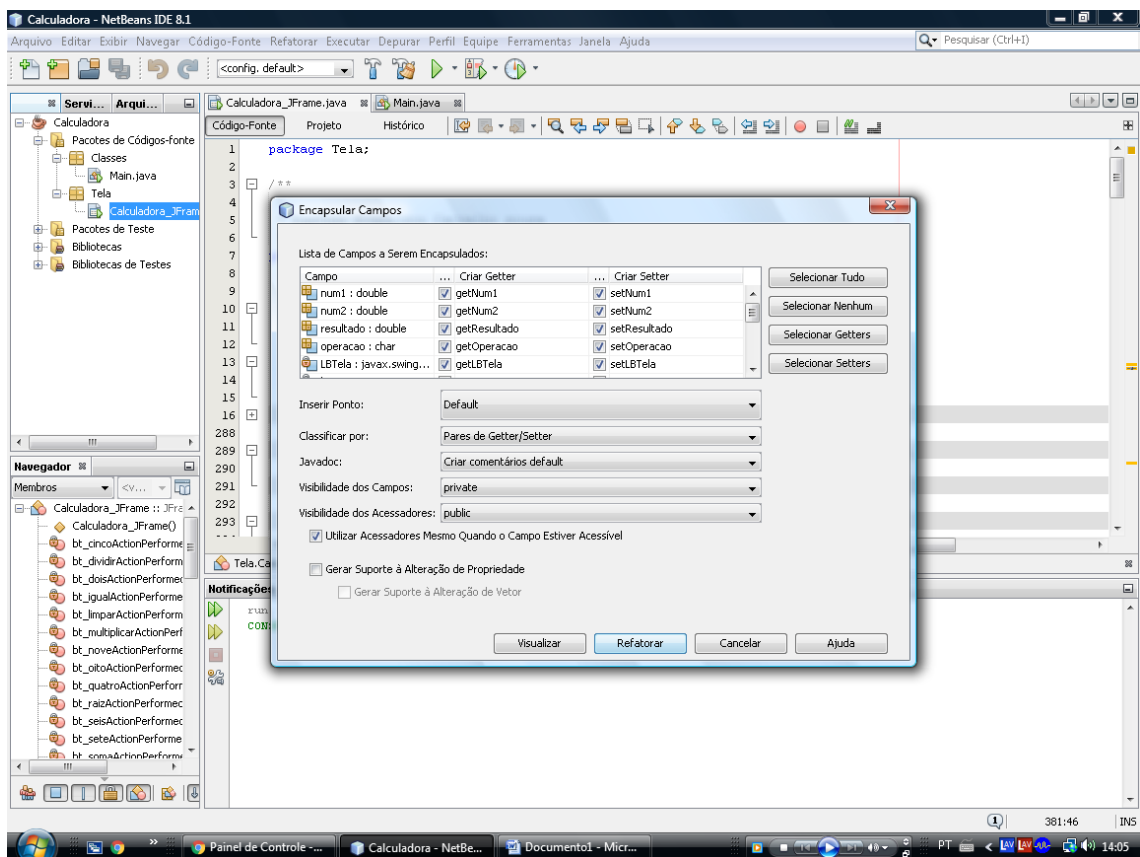 Calculadora - NetBeans IDE 8.1
Arquivo Editar Exibir Navegar Código-Fonte Refatorar Executar Depurar Perfil Equipe Ferramentas Janela Ajuda
Pesquisar (Ctrl+I)
<config. default>
Servi... Arqui...
Calculadora_JFrame.java Main.java
Código-Fonte Projeto Histórico
Calculadora
Pacotes de Códigos-fonte
Classes
Main.java
Tela
Calculadora_JFram
Pacotes de Teste
Bibliotecas
Bibliotecas de Testes
1 package Tela;
2
3 /**
4
5
6
7
8
9
10
11
12
13
14
15
16
288
289
290
291
292
293
Encapsular Campos
Lista de Campos a Serem Encapsulados:
Campo ... Criar Getter ... Criar Setter
num1 : double getNum1 setNum1
num2 : double getNum2 setNum2
resultado : double getResultado setResultado
operacao : char getOperacao setOperacao
LBTela : javax.swing... getLBTela setLBTela
Selecionar Tudo
Selecionar Nenhum
Selecionar Getters
Selecionar Setters
Inserir Ponto: Default
Classificar por: Pares de Getter/Setter
Javadoc: Criar comentários default
Visibilidade dos Campos: private
Visibilidade dos Acessadores: public
Utilizar Acessadores Mesmo Quando o Campo Estiver Acessível
Gerar Suporte à Alteração de Propriedade
Gerar Suporte à Alteração de Vetor
Visualizar Refatorar Cancelar Ajuda
Navegador
Membros <v...
Calculadora_JFrame :: JFra
Calculadora_JFrame()
bt_cincoActionPerforme
bt_dividirActionPerform
bt_doisActionPerformed
bt_igualActionPerforme
bt_limparActionPerform
bt_multiplicarActionPerf
bt_noveActionPerforme
bt_oitoActionPerformed
bt_quatroActionPerforr
bt_raizActionPerformec
bt_seisActionPerformec
bt_seteActionPerforme
bt_somaActionPerforme
Tela.Ca
Notificações
run
CONS
1 381:46 INS
Painel de Controle -... Calculadora - NetBe... Documento1 - Micr...
PT 14:05